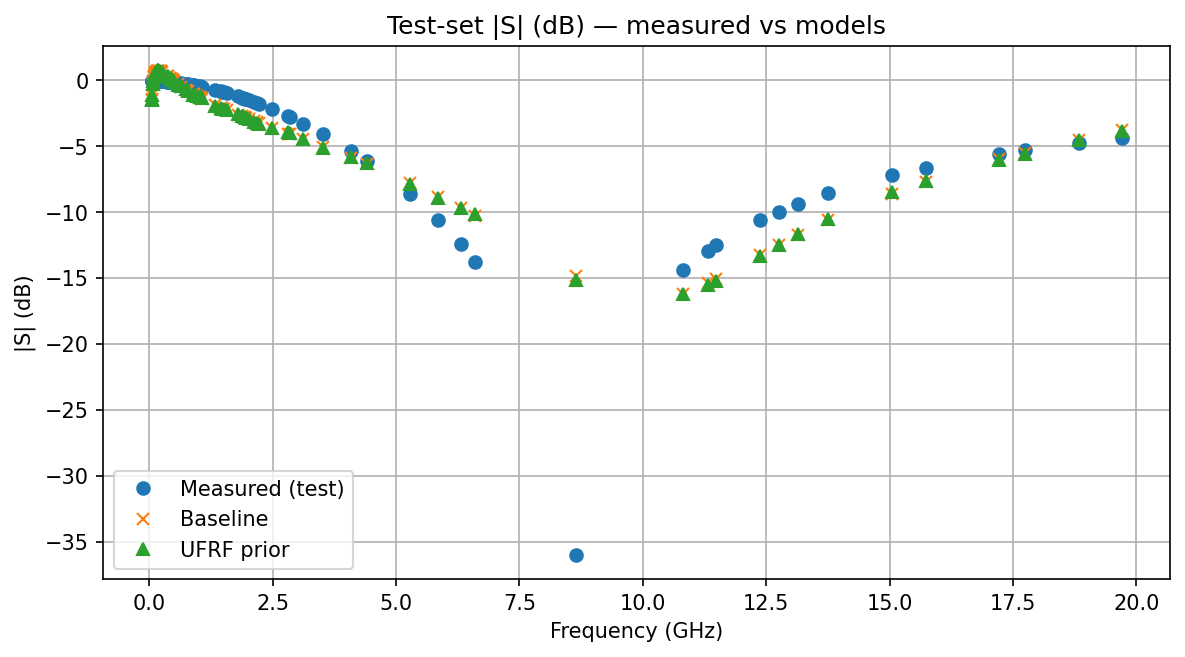 Test-set |S| (dB) — measured vs models
|S| (dB)
0
−5
−10
−15
−20
−25
−30
−35
Measured (test)
Baseline
UFRF prior
0.0 2.5 5.0 7.5 10.0 12.5 15.0 17.5 20.0
Frequency (GHz)